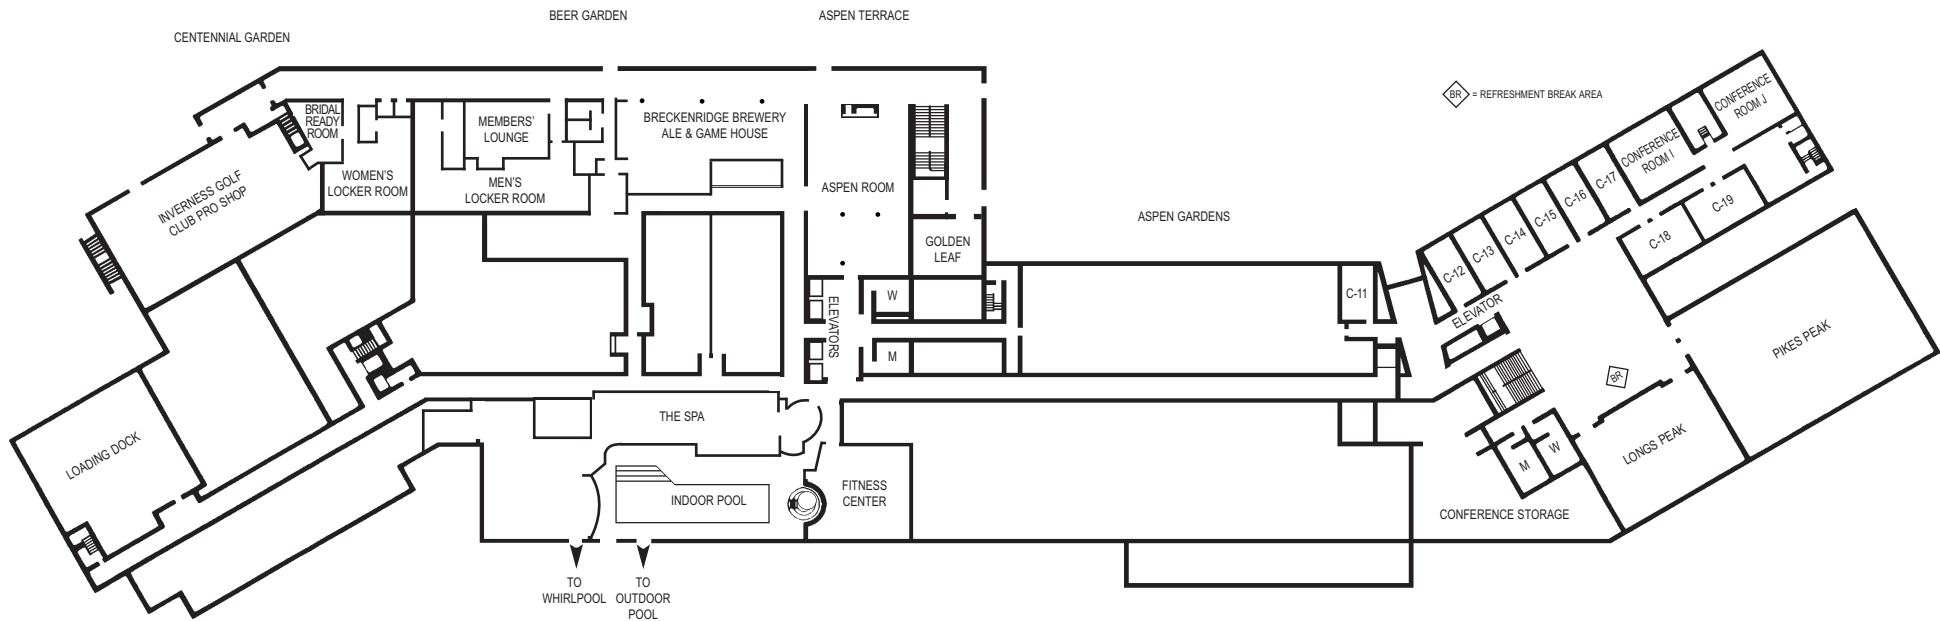 BEER GARDEN
ASPEN TERRACE
CENTENNIAL GARDEN
BR = REFRESHMENT BREAK AREA
BRIDAL
READY
ROOM
MEMBERS'
LOUNGE
BRECKENRIDGE BREWERY
ALE & GAME HOUSE
CONFERENCE
ROOM J
CONFERENCE
ROOM I
WOMEN'S
LOCKER ROOM
MEN'S
LOCKER ROOM
ASPEN ROOM
INVERNESS GOLF
CLUB PRO SHOP
ASPEN GARDENS
GOLDEN
LEAF
C-11
C-12
C-13
C-14
C-15
C-16
C-17
C-18
C-19
W
M
ELEVATORS
ELEVATOR
PIKES PEAK
BR
THE SPA
LOADING DOCK
LONGS PEAK
M
W
INDOOR POOL
FITNESS
CENTER
CONFERENCE STORAGE
TO
WHIRLPOOL
TO
OUTDOOR
POOL